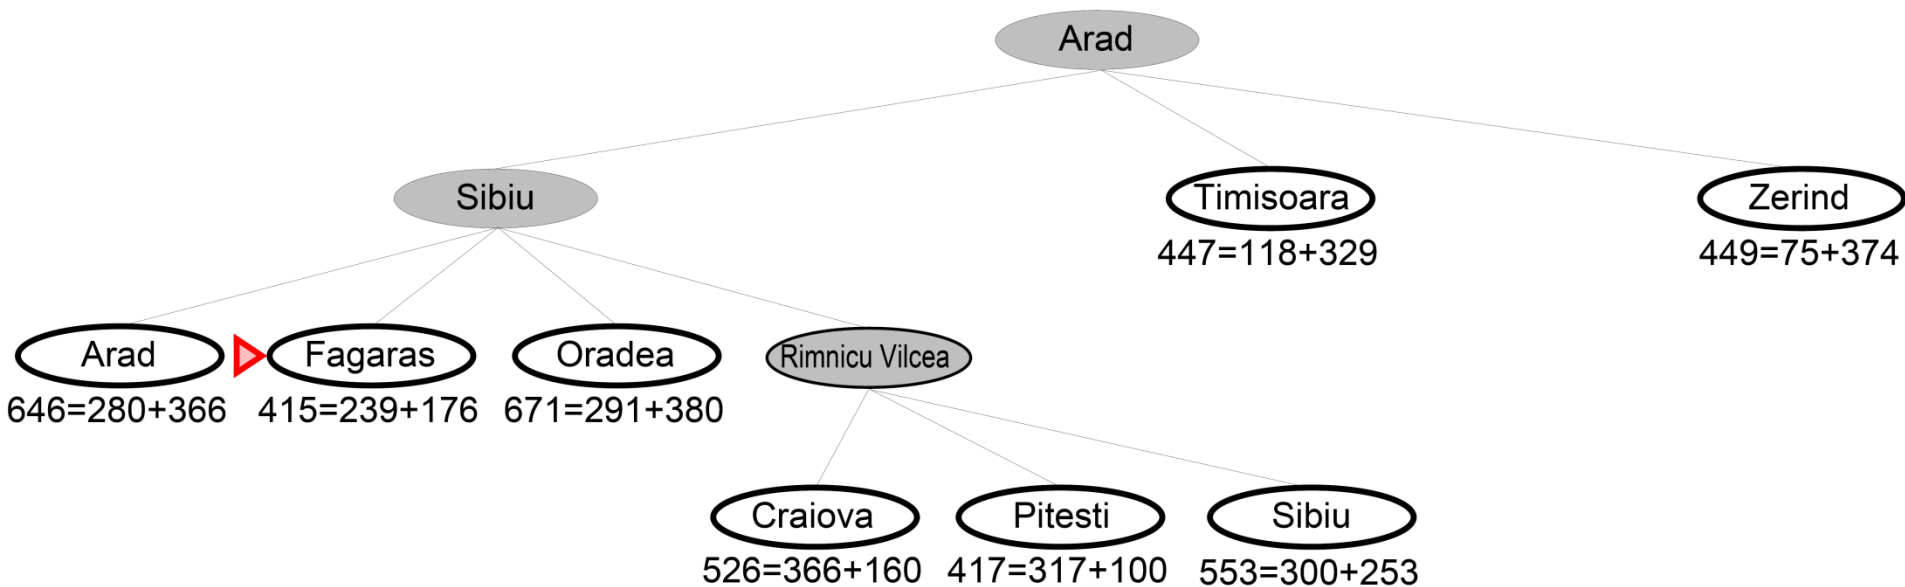 Arad
Sibiu
Timisoara
Zerind
447=118+329
449=75+374
Arad
Fagaras
Oradea
Rimnicu Vilcea
646=280+366
415=239+176
671=291+380
Craiova
Pitesti
Sibiu
526=366+160
417=317+100
553=300+253